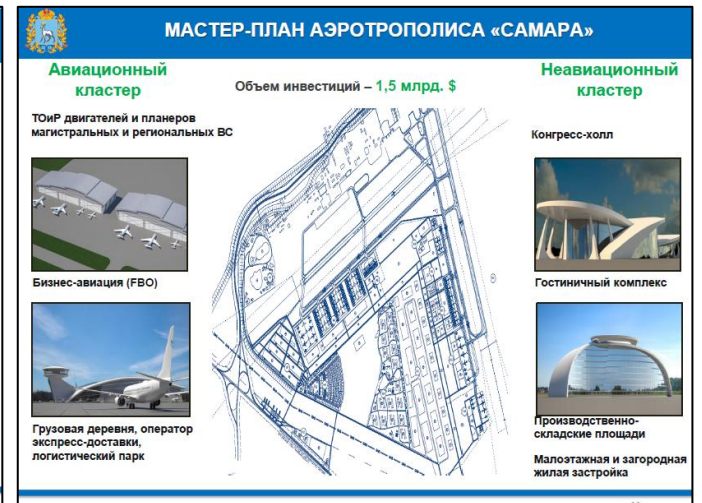 МАСТЕР-ПЛАН АЭРОТРОПОЛИСА «САМАРА»
Авиационный
кластер
Объем инвестиций – 1,5 млрд. $
Неавиационный
кластер
ТОиР двигателей и планеров
магистральных и региональных ВС
Конгресс-холл
Бизнес-авиация (FBO)
Гостиничный комплекс
Грузовая деревня, оператор
экспресс-доставки,
логистический парк
Производственно-
складские площади
Малоэтажная и загородная
жилая застройка